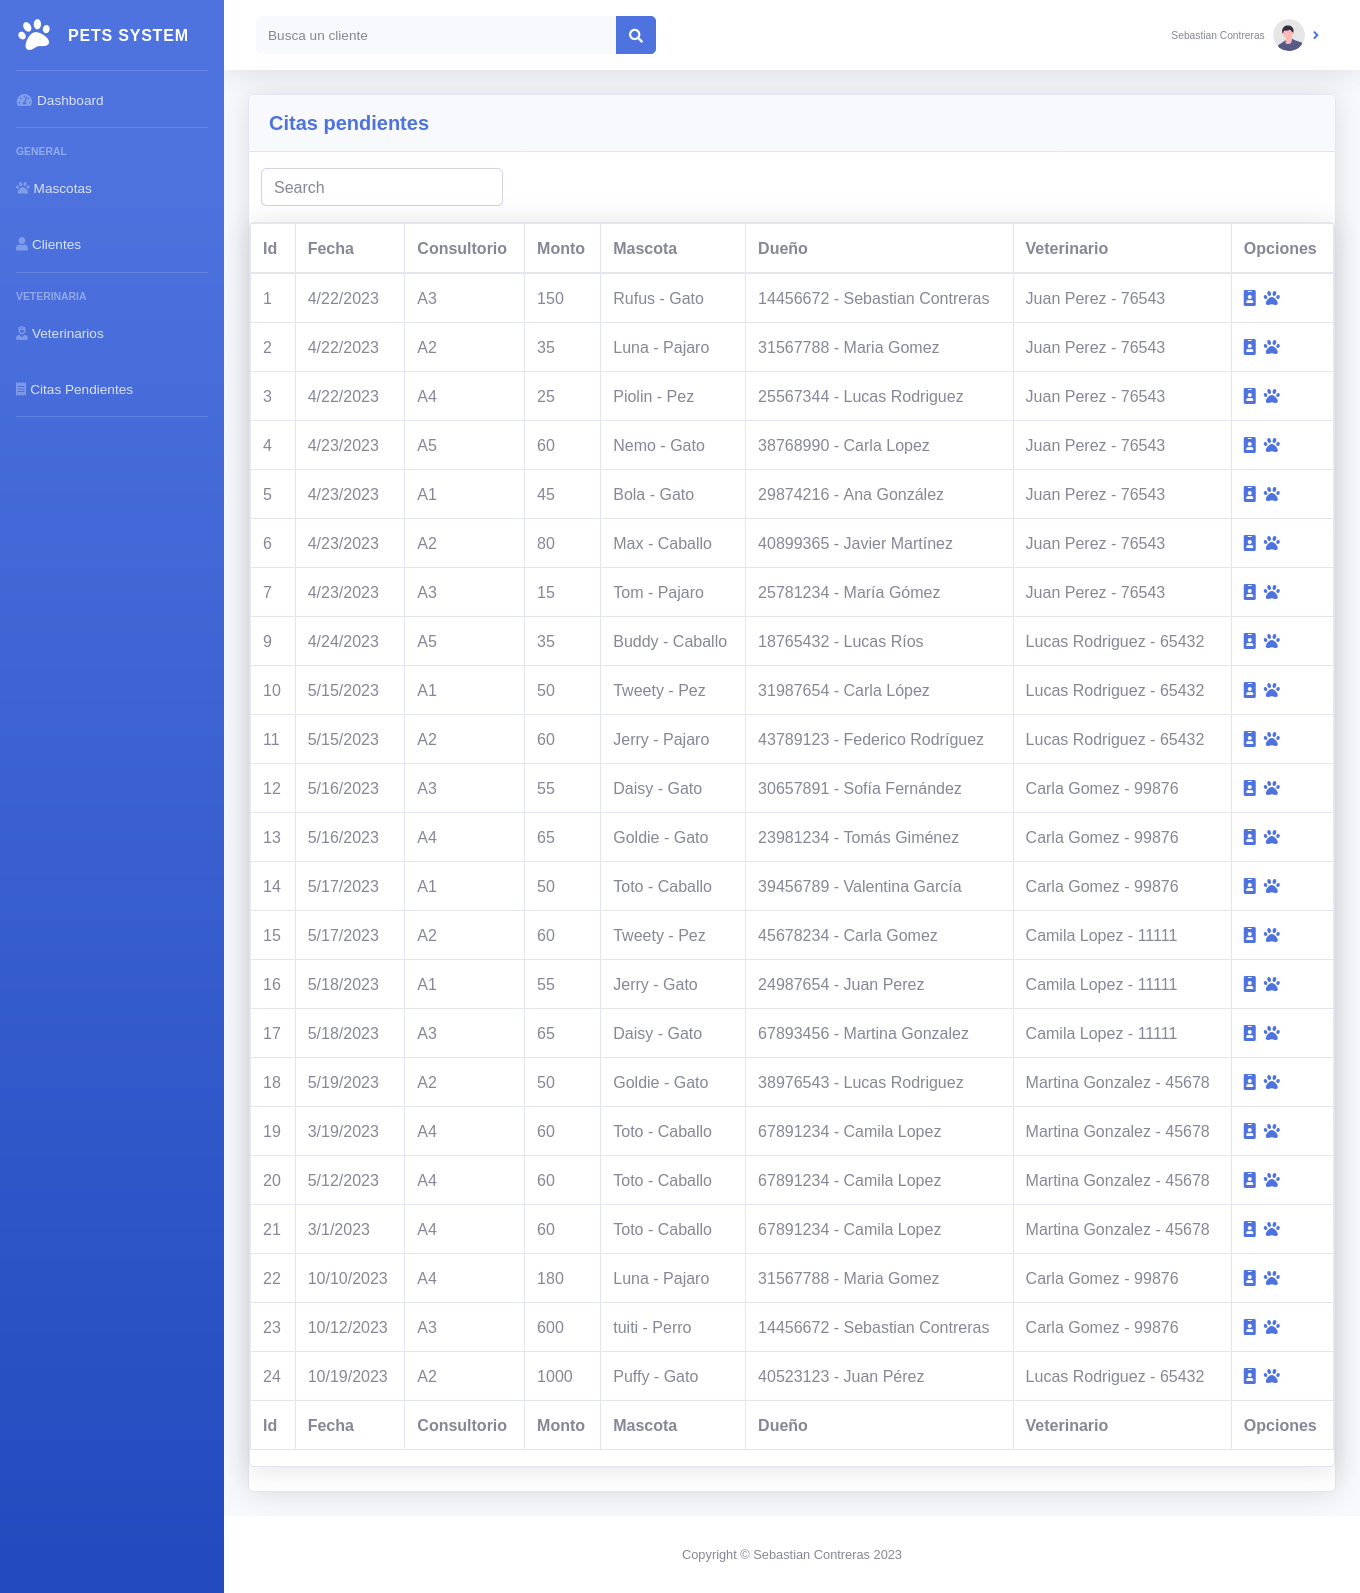 PETS SYSTEM
Dashboard
GENERAL
Mascotas
Clientes
VETERINARIA
Veterinarios
Citas Pendientes
Busca un cliente
Sebastian Contreras
Citas pendientes
Search
Id Fecha Consultorio Monto Mascota Dueño Veterinario Opciones
1 4/22/2023 A3 150 Rufus - Gato 14456672 - Sebastian Contreras Juan Perez - 76543
2 4/22/2023 A2 35 Luna - Pajaro 31567788 - Maria Gomez Juan Perez - 76543
3 4/22/2023 A4 25 Piolin - Pez 25567344 - Lucas Rodriguez Juan Perez - 76543
4 4/23/2023 A5 60 Nemo - Gato 38768990 - Carla Lopez Juan Perez - 76543
5 4/23/2023 A1 45 Bola - Gato 29874216 - Ana González Juan Perez - 76543
6 4/23/2023 A2 80 Max - Caballo 40899365 - Javier Martínez Juan Perez - 76543
7 4/23/2023 A3 15 Tom - Pajaro 25781234 - María Gómez Juan Perez - 76543
9 4/24/2023 A5 35 Buddy - Caballo 18765432 - Lucas Ríos Lucas Rodriguez - 65432
10 5/15/2023 A1 50 Tweety - Pez 31987654 - Carla López Lucas Rodriguez - 65432
11 5/15/2023 A2 60 Jerry - Pajaro 43789123 - Federico Rodríguez Lucas Rodriguez - 65432
12 5/16/2023 A3 55 Daisy - Gato 30657891 - Sofía Fernández Carla Gomez - 99876
13 5/16/2023 A4 65 Goldie - Gato 23981234 - Tomás Giménez Carla Gomez - 99876
14 5/17/2023 A1 50 Toto - Caballo 39456789 - Valentina García Carla Gomez - 99876
15 5/17/2023 A2 60 Tweety - Pez 45678234 - Carla Gomez Camila Lopez - 11111
16 5/18/2023 A1 55 Jerry - Gato 24987654 - Juan Perez Camila Lopez - 11111
17 5/18/2023 A3 65 Daisy - Gato 67893456 - Martina Gonzalez Camila Lopez - 11111
18 5/19/2023 A2 50 Goldie - Gato 38976543 - Lucas Rodriguez Martina Gonzalez - 45678
19 3/19/2023 A4 60 Toto - Caballo 67891234 - Camila Lopez Martina Gonzalez - 45678
20 5/12/2023 A4 60 Toto - Caballo 67891234 - Camila Lopez Martina Gonzalez - 45678
21 3/1/2023 A4 60 Toto - Caballo 67891234 - Camila Lopez Martina Gonzalez - 45678
22 10/10/2023 A4 180 Luna - Pajaro 31567788 - Maria Gomez Carla Gomez - 99876
23 10/12/2023 A3 600 tuiti - Perro 14456672 - Sebastian Contreras Carla Gomez - 99876
24 10/19/2023 A2 1000 Puffy - Gato 40523123 - Juan Pérez Lucas Rodriguez - 65432
Id Fecha Consultorio Monto Mascota Dueño Veterinario Opciones
Copyright © Sebastian Contreras 2023